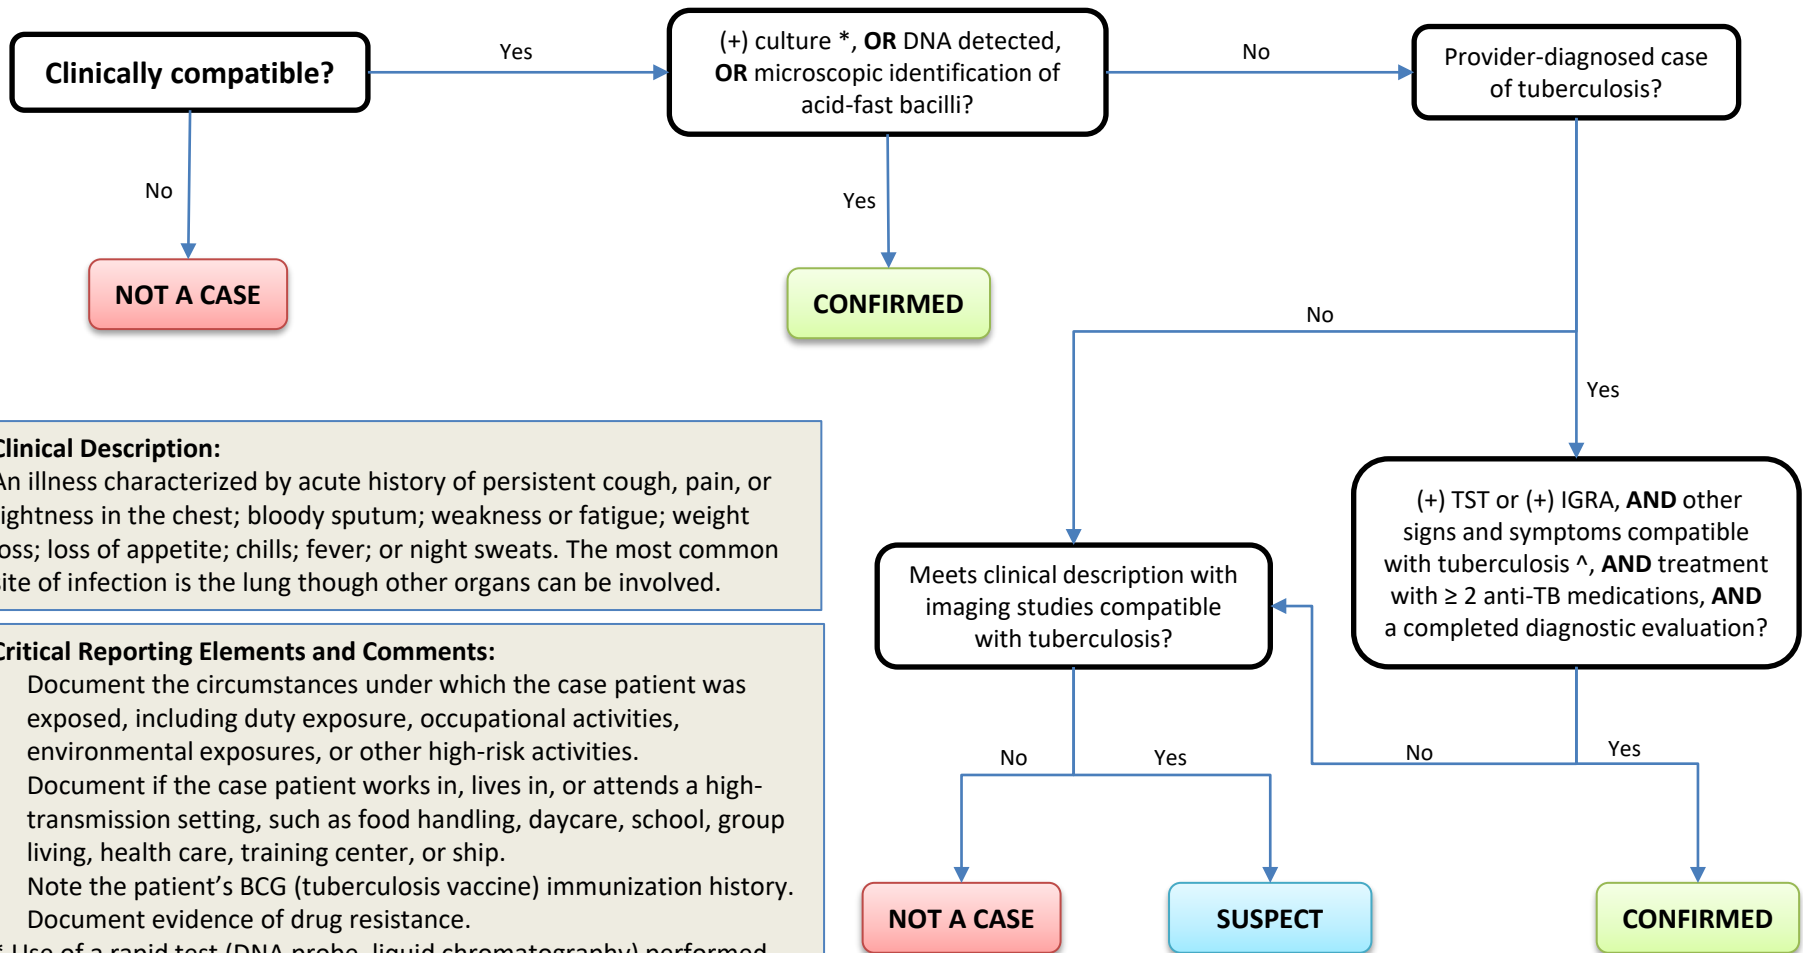 Clinically compatible?
Yes
(+) culture *, OR DNA detected,
OR microscopic identification of
acid-fast bacilli?
No
Provider-diagnosed case
of tuberculosis?
No
NOT A CASE
Yes
CONFIRMED
No
Yes
Clinical Description:
An illness characterized by acute history of persistent cough, pain, or
tightness in the chest; bloody sputum; weakness or fatigue; weight
loss; loss of appetite; chills; fever; or night sweats. The most common
site of infection is the lung though other organs can be involved.
Critical Reporting Elements and Comments:
Document the circumstances under which the case patient was
exposed, including duty exposure, occupational activities,
environmental exposures, or other high-risk activities.
Document if the case patient works in, lives in, or attends a high-
transmission setting, such as food handling, daycare, school, group
living, health care, training center, or ship.
Note the patient’s BCG (tuberculosis vaccine) immunization history.
Document evidence of drug resistance.
* Use of a rapid test (DNA probe, liquid chromatography) performed
Meets clinical description with
imaging studies compatible
with tuberculosis?
(+) TST or (+) IGRA, AND other
signs and symptoms compatible
with tuberculosis ^, AND treatment
with ≥ 2 anti-TB medications, AND
a completed diagnostic evaluation?
No
Yes
No
Yes
NOT A CASE
SUSPECT
CONFIRMED